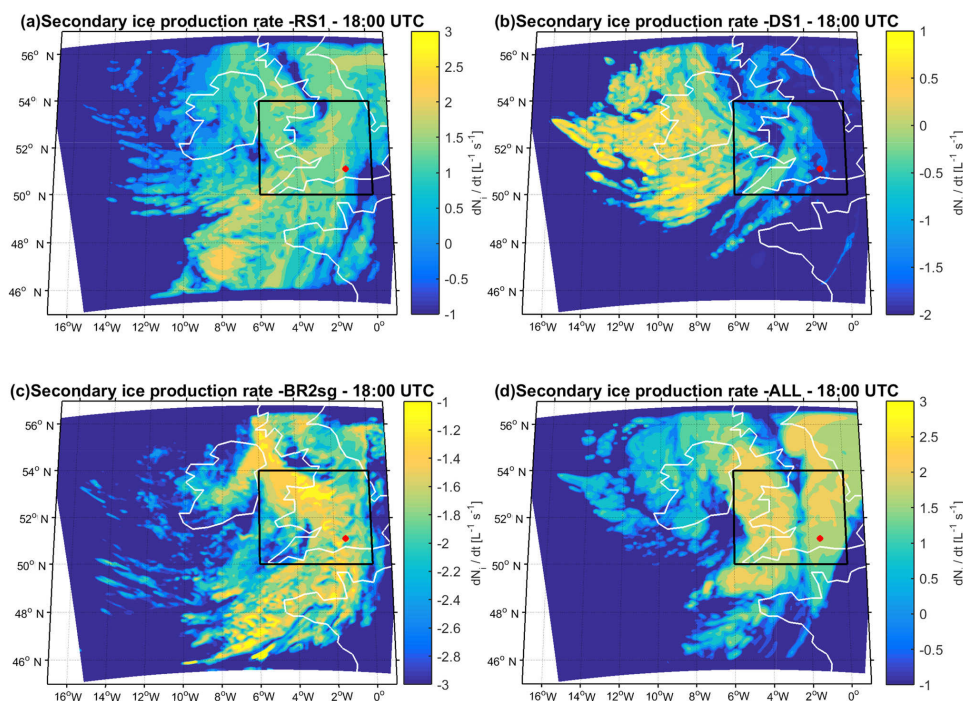 (a)Secondary ice production rate -RS1 - 18:00 UTC
56° N
54° N
52° N
50° N
48° N
46° N
16°W 14°W 12°W 10°W 8°W 6°W 4°W 2°W 0°
3
2.5
2
1.5
1
0.5
0
-0.5
-1
dNi / dt [L⁻¹ s⁻¹]
(b)Secondary ice production rate -DS1 - 18:00 UTC
56° N
54° N
52° N
50° N
48° N
46° N
16°W 14°W 12°W 10°W 8°W 6°W 4°W 2°W 0°
1
0.5
0
-0.5
-1
-1.5
-2
dNi / dt [L⁻¹ s⁻¹]
(c)Secondary ice production rate -BR2sg - 18:00 UTC
56° N
54° N
52° N
50° N
48° N
46° N
16°W 14°W 12°W 10°W 8°W 6°W 4°W 2°W 0°
-1
-1.2
-1.4
-1.6
-1.8
-2
-2.2
-2.4
-2.6
-2.8
-3
dNi / dt [L⁻¹ s⁻¹]
(d)Secondary ice production rate -ALL - 18:00 UTC
56° N
54° N
52° N
50° N
48° N
46° N
16°W 14°W 12°W 10°W 8°W 6°W 4°W 2°W 0°
3
2.5
2
1.5
1
0.5
0
-0.5
-1
dNi / dt [L⁻¹ s⁻¹]